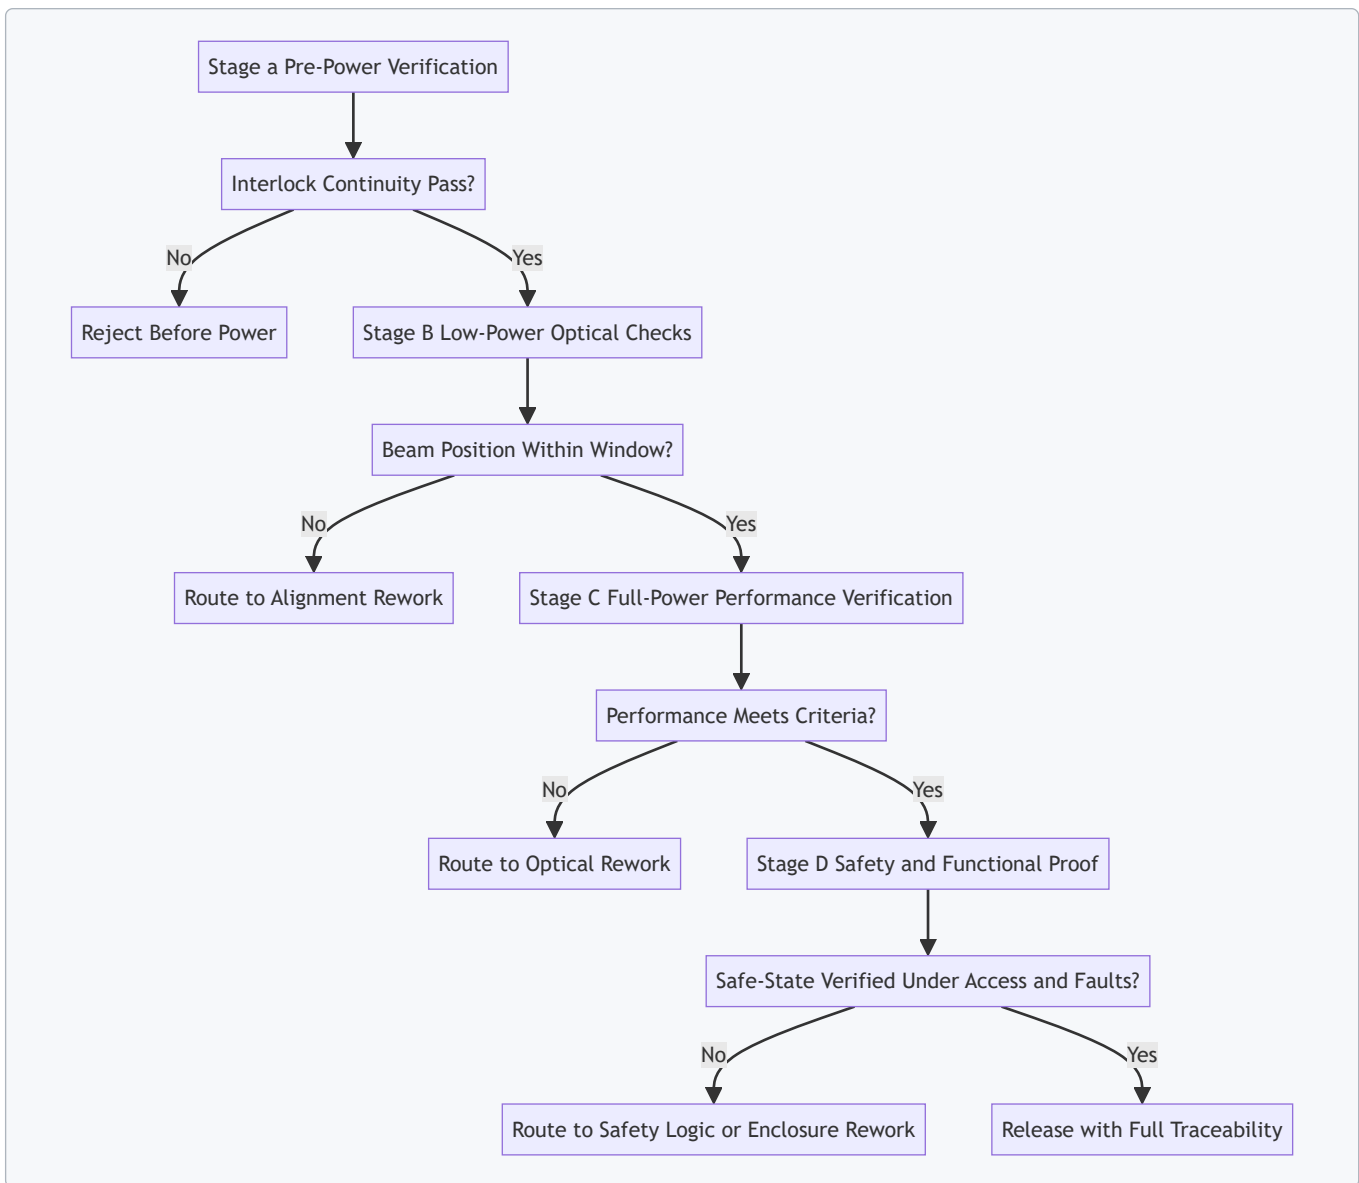 Stage a Pre-Power Verification
Interlock Continuity Pass?
No
Yes
Reject Before Power
Stage B Low-Power Optical Checks
Beam Position Within Window?
No
Yes
Route to Alignment Rework
Stage C Full-Power Performance Verification
Performance Meets Criteria?
No
Yes
Route to Optical Rework
Stage D Safety and Functional Proof
Safe-State Verified Under Access and Faults?
No
Yes
Route to Safety Logic or Enclosure Rework
Release with Full Traceability